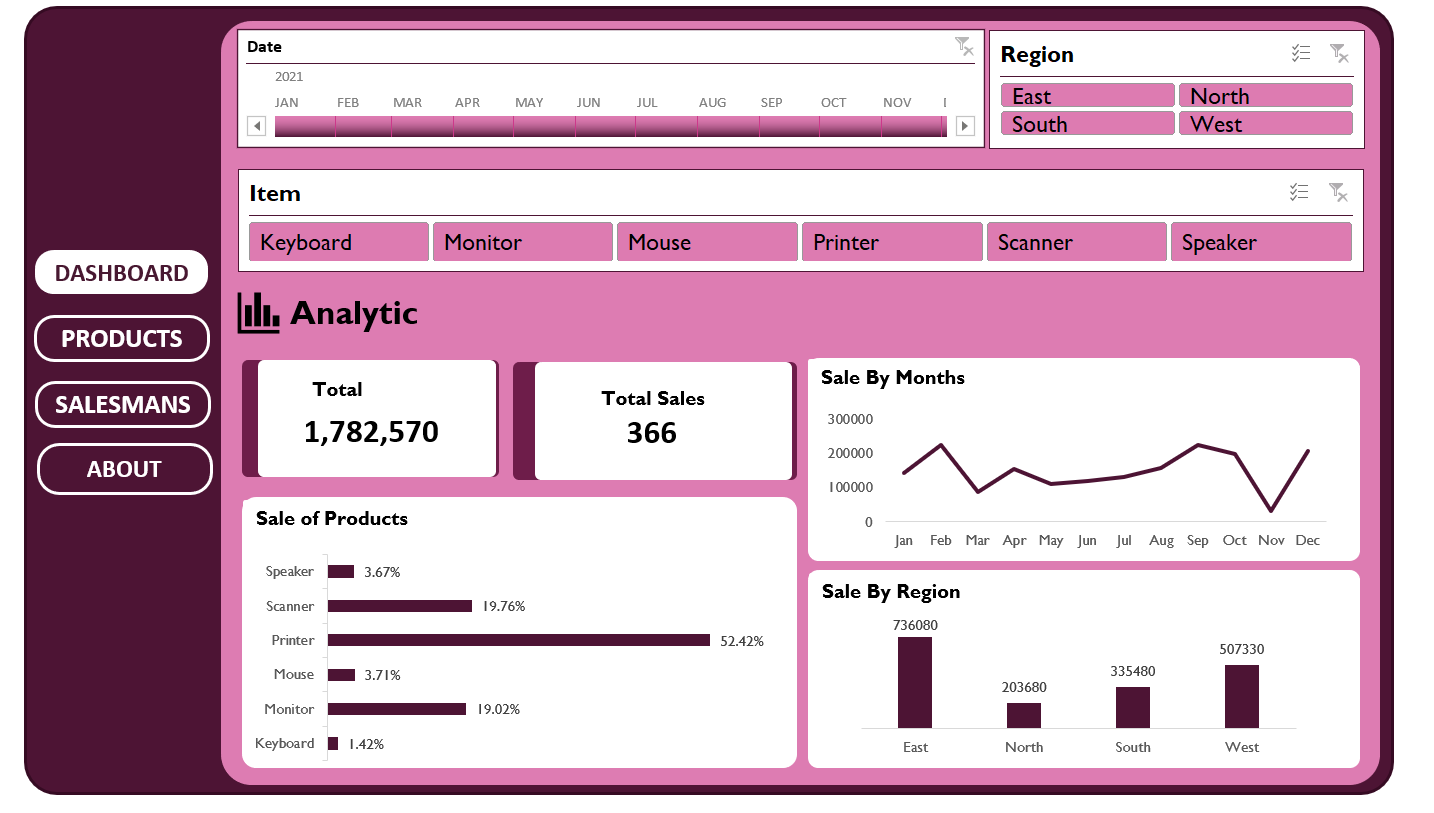 Date
2021
JAN FEB MAR APR MAY JUN JUL AUG SEP OCT NOV
Region
East North
South West
Item
Keyboard Monitor Mouse Printer Scanner Speaker
DASHBOARD
PRODUCTS
SALESMANS
ABOUT
Analytic
Total
1,782,570
Total Sales
366
Sale By Months
300000
200000
100000
0
Jan Feb Mar Apr May Jun Jul Aug Sep Oct Nov Dec
Sale of Products
Speaker 3.67%
Scanner 19.76%
Printer 52.42%
Mouse 3.71%
Monitor 19.02%
Keyboard 1.42%
Sale By Region
736080 203680 335480 507330
East North South West